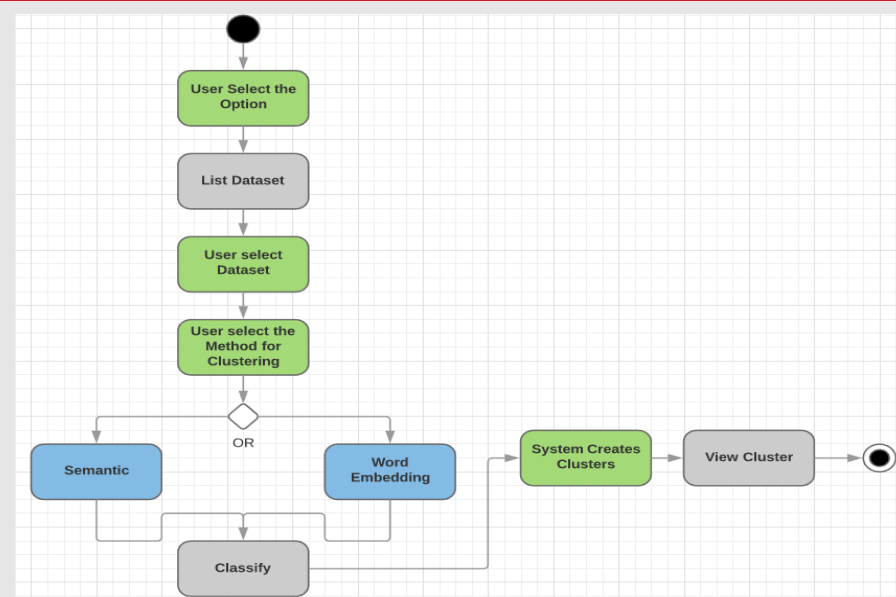 User Select the
Option
List Dataset
User select
Dataset
User select the
Method for
Clustering
OR
Semantic
Word
Embedding
System Creates
Clusters
View Cluster
Classify